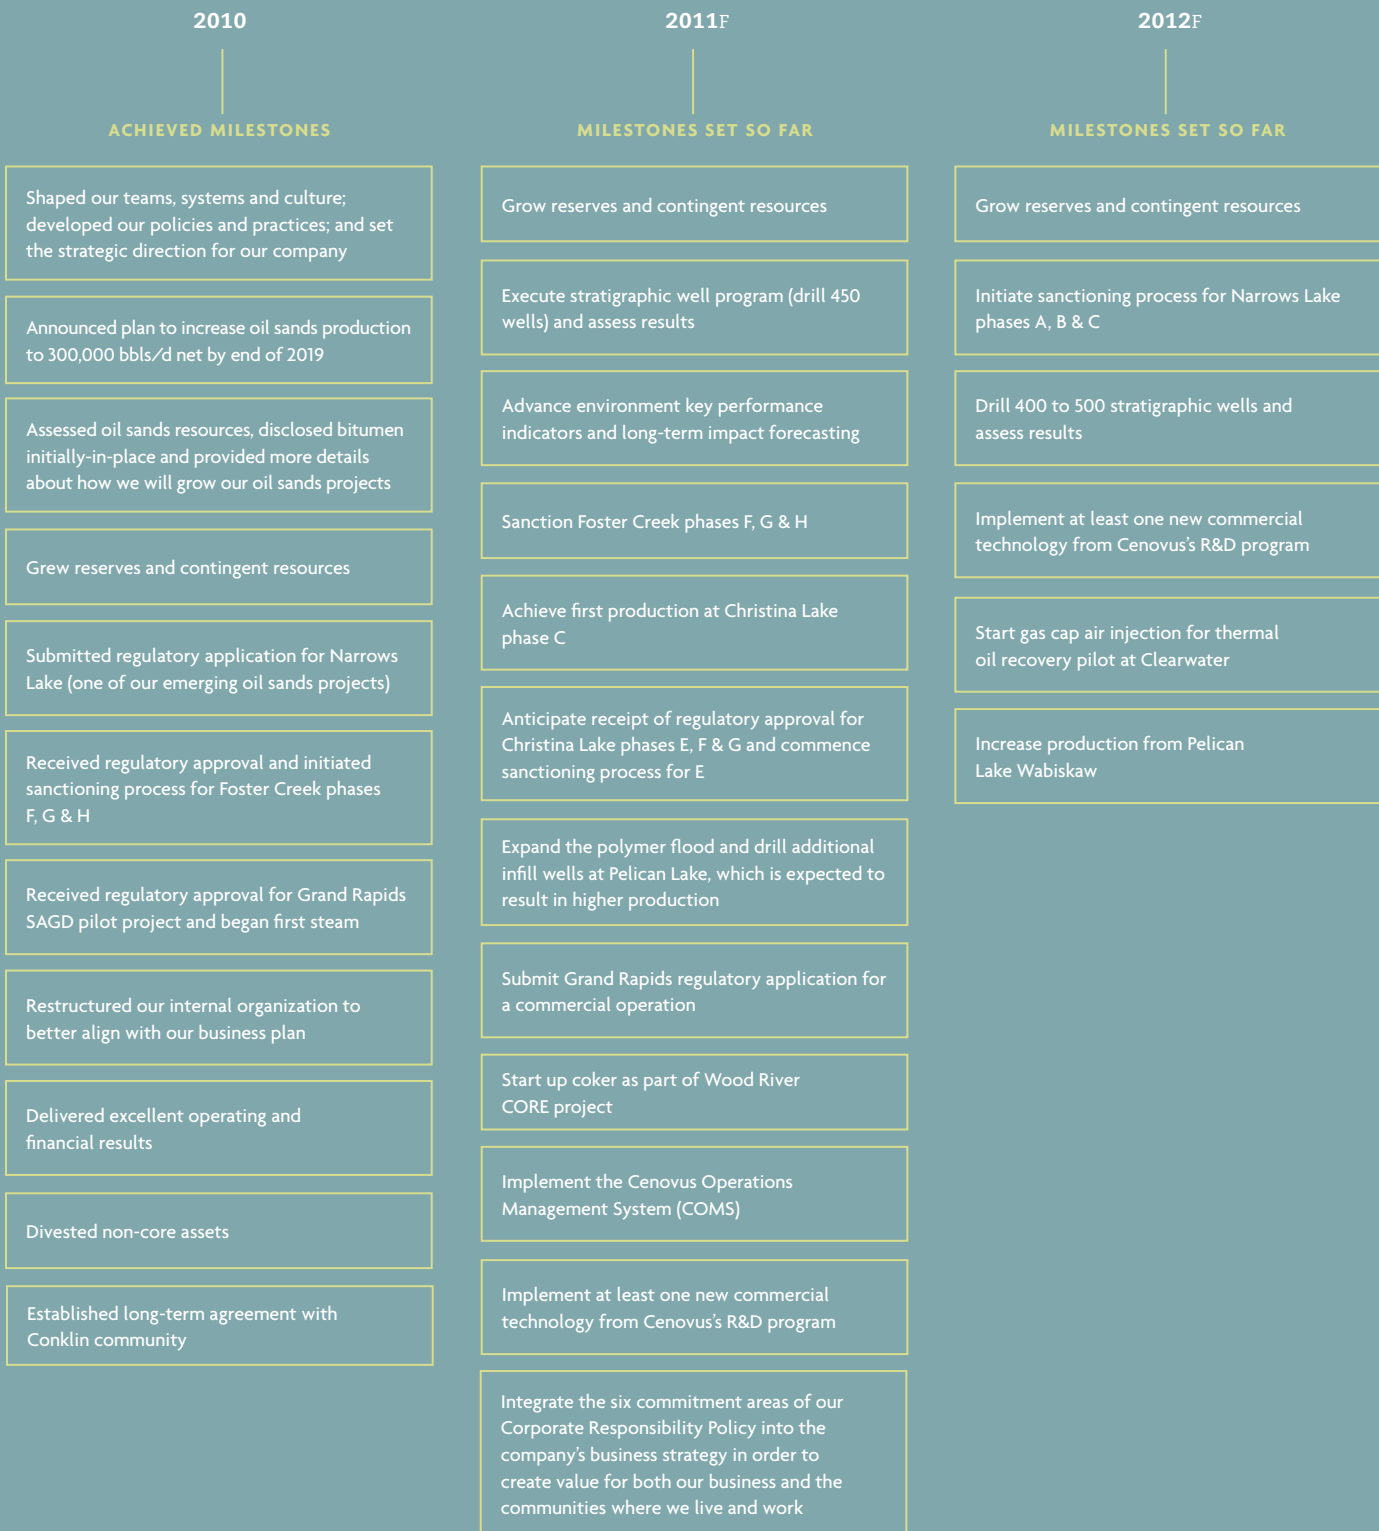 2010
ACHIEVED MILESTONES
Shaped our teams, systems and culture;
developed our policies and practices; and set
the strategic direction for our company
Announced plan to increase oil sands production
to 300,000 bbls/d net by end of 2019
Assessed oil sands resources, disclosed bitumen
initially-in-place and provided more details
about how we will grow our oil sands projects
Grew reserves and contingent resources
Submitted regulatory application for Narrows
Lake (one of our emerging oil sands projects)
Received regulatory approval and initiated
sanctioning process for Foster Creek phases
F, G & H
Received regulatory approval for Grand Rapids
SAGD pilot project and began first steam
Restructured our internal organization to
better align with our business plan
Delivered excellent operating and
financial results
Divested non-core assets
Established long-term agreement with
Conklin community
2011F
MILESTONES SET SO FAR
Grow reserves and contingent resources
Execute stratigraphic well program (drill 450
wells) and assess results
Advance environment key performance
indicators and long-term impact forecasting
Sanction Foster Creek phases F, G & H
Achieve first production at Christina Lake
phase C
Anticipate receipt of regulatory approval for
Christina Lake phases E, F & G and commence
sanctioning process for E
Expand the polymer flood and drill additional
infill wells at Pelican Lake, which is expected to
result in higher production
Submit Grand Rapids regulatory application for
a commercial operation
Start up coker as part of Wood River
CORE project
Implement the Cenovus Operations
Management System (COMS)
Implement at least one new commercial
technology from Cenovus's R&D program
Integrate the six commitment areas of our
Corporate Responsibility Policy into the
company's business strategy in order to
create value for both our business and the
communities where we live and work
2012F
MILESTONES SET SO FAR
Grow reserves and contingent resources
Initiate sanctioning process for Narrows Lake
phases A, B & C
Drill 400 to 500 stratigraphic wells and
assess results
Implement at least one new commercial
technology from Cenovus's R&D program
Start gas cap air injection for thermal
oil recovery pilot at Clearwater
Increase production from Pelican
Lake Wabiskaw